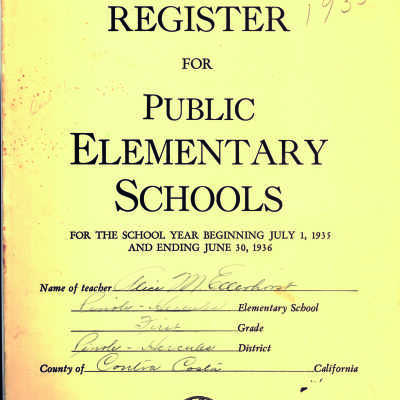 1935
REGISTER
FOR
PUBLIC
ELEMENTARY
SCHOOLS
FOR THE SCHOOL YEAR BEGINNING JULY 1, 1935
AND ENDING JUNE 30, 1936
Name of teacher Alice M. Ellerhorst
Pinole-Hercules Elementary School
First Grade
Pinole-Hercules District
County of Contra Costa California